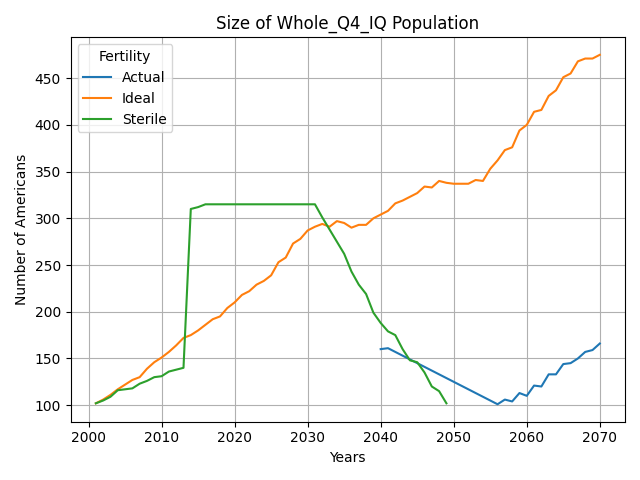 Size of Whole_Q4_IQ Population
Fertility
Actual
Ideal
Sterile
Number of Americans
450
400
350
300
250
200
150
100
2000 2010 2020 2030 2040 2050 2060 2070
Years